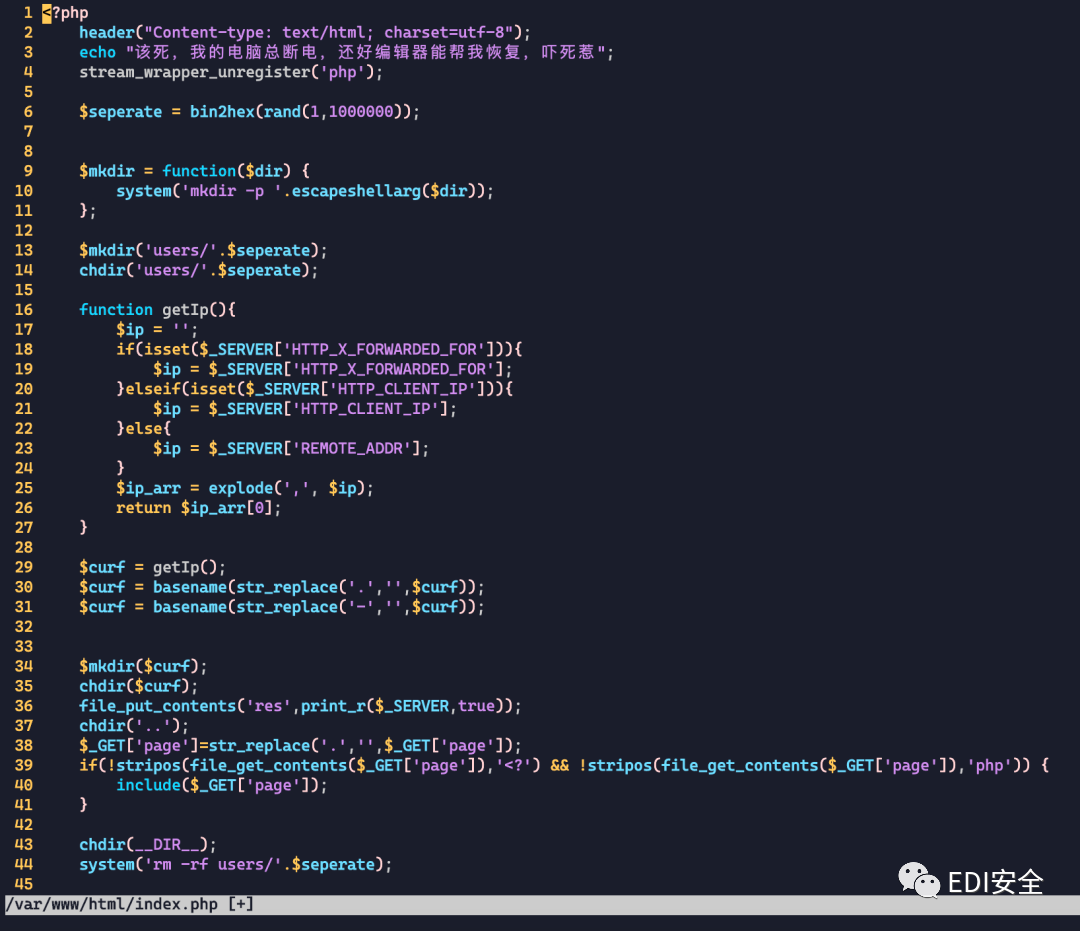 1 <?php
2 header("Content-type: text/html; charset=utf-8");
3 echo "该死，我的电脑总断电，还好编辑器能帮我恢复，吓死惹";
4 stream_wrapper_unregister('php');
5
6 $seperate = bin2hex(rand(1,1000000));
7
8
9 $mkdir = function($dir) {
10 system('mkdir -p '.escapeshellarg($dir));
11 };
12
13 $mkdir('users/'.$seperate);
14 chdir('users/'.$seperate);
15
16 function getIp(){
17 $ip = '';
18 if(isset($_SERVER['HTTP_X_FORWARDED_FOR'])){
19 $ip = $_SERVER['HTTP_X_FORWARDED_FOR'];
20 }elseif(isset($_SERVER['HTTP_CLIENT_IP'])){
21 $ip = $_SERVER['HTTP_CLIENT_IP'];
22 }else{
23 $ip = $_SERVER['REMOTE_ADDR'];
24 }
25 $ip_arr = explode(',', $ip);
26 return $ip_arr[0];
27 }
28
29 $curf = getIp();
30 $curf = basename(str_replace('.','',$curf));
31 $curf = basename(str_replace('-','',$curf));
32
33
34 $mkdir($curf);
35 chdir($curf);
36 file_put_contents('res',print_r($_SERVER,true));
37 chdir('..');
38 $_GET['page']=str_replace('.','',$_GET['page']);
39 if(!stripos(file_get_contents($_GET['page']),'<?') && !stripos(file_get_contents($_GET['page']),'php')) {
40 include($_GET['page']);
41 }
42
43 chdir(__DIR__);
44 system('rm -rf users/'.$seperate);
45
EDI安全
/var/www/html/index.php [+]